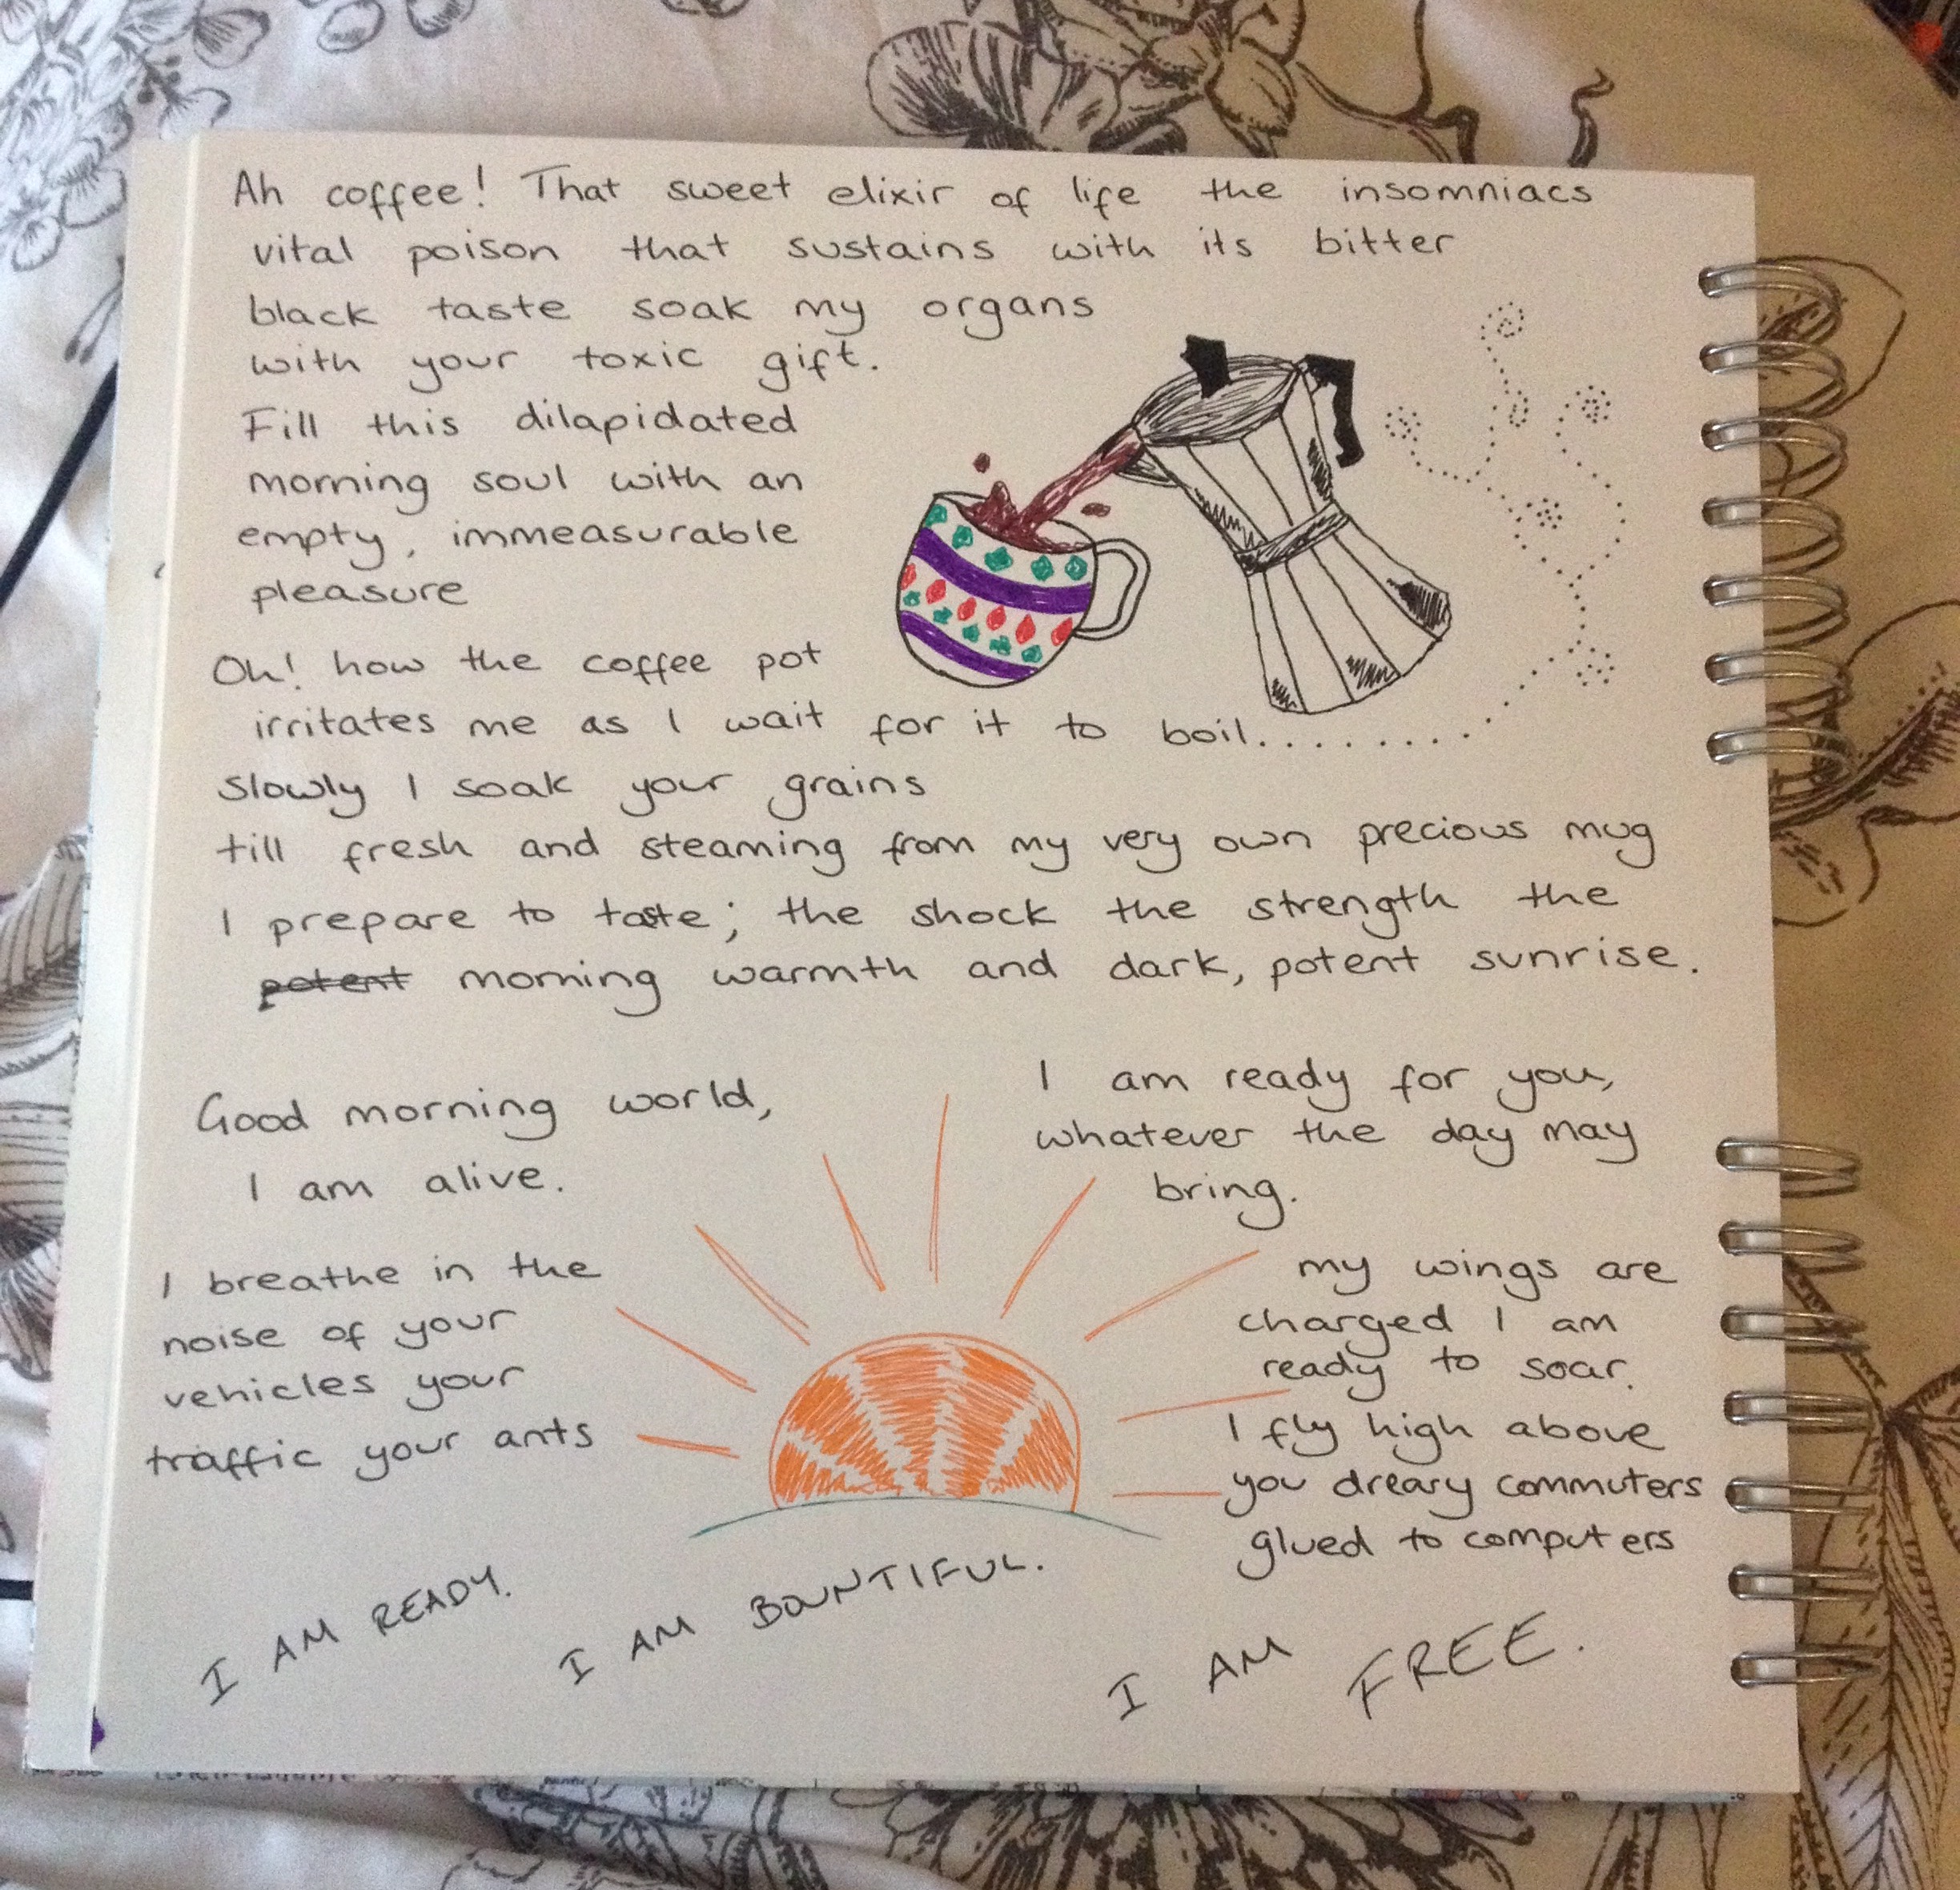 Ah coffee! That sweet elixir of life the insomniacs
vital poison that sustains with its bitter
black taste soak my organs
with your toxic gift.
Fill this dilapidated
morning soul with an
empty, immeasurable
pleasure
Oh! how the coffee pot
irritates me as I wait for it to boil.........
slowly I soak your grains
till fresh and steaming from my very own precious mug
I prepare to taste; the shock the strength the
potent morning warmth and dark, potent sunrise.
Good morning world,
I am alive.
I breathe in the
noise of your
vehicles your
traffic your ants
I am ready for you,
whatever the day may
bring.
my wings are
charged I am
ready to soar.
I fly high above
you dreary commuters
glued to computers
I AM READY.
I AM BOUNTIFUL.
I AM FREE.